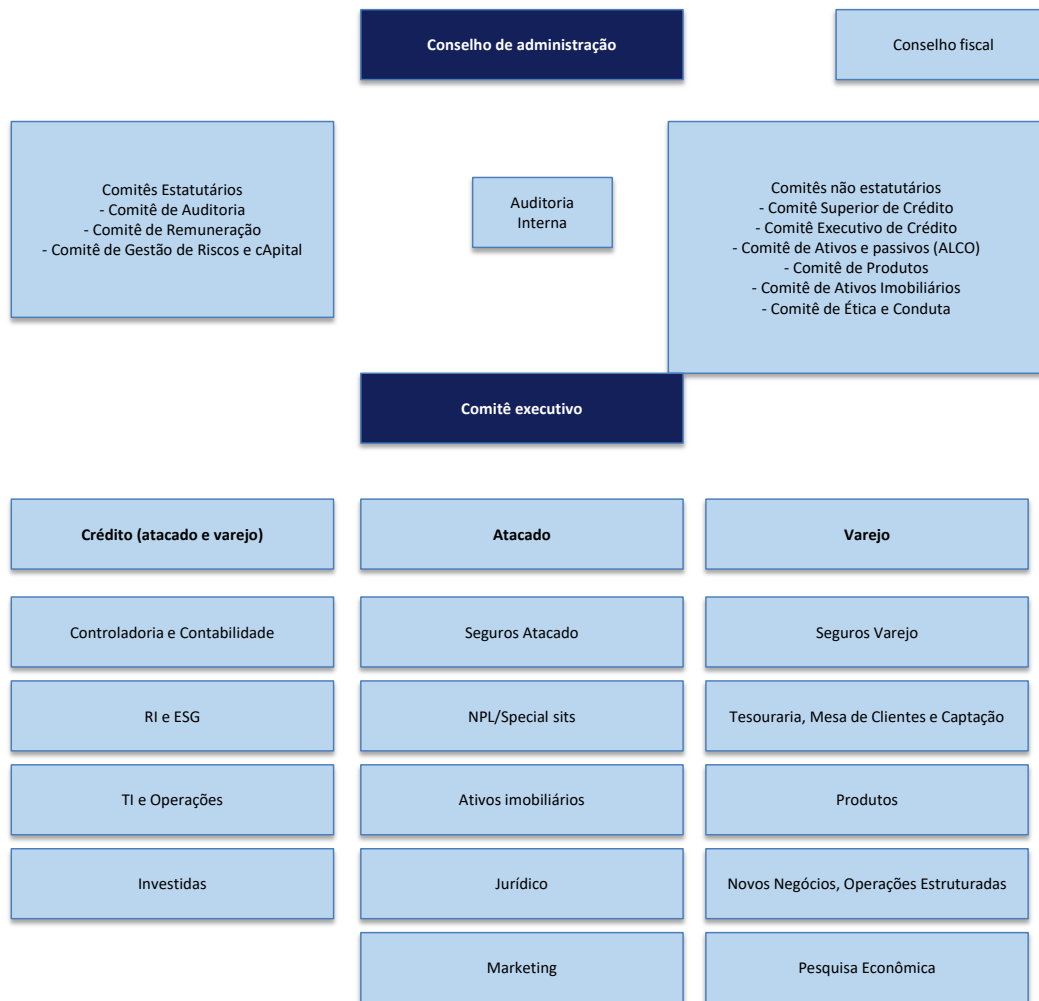 Conselho de administração
Conselho fiscal
Comitês Estatutários
- Comitê de Auditoria
- Comitê de Remuneração
- Comitê de Gestão de Riscos e cApital
Auditoria
Interna
Comitês não estatutários
- Comitê Superior de Crédito
- Comitê Executivo de Crédito
- Comitê de Ativos e passivos (ALCO)
- Comitê de Produtos
- Comitê de Ativos Imobiliários
- Comitê de Ética e Conduta
Comitê executivo
Crédito (atacado e varejo)
Atacado
Varejo
Controladoria e Contabilidade
Seguros Atacado
Seguros Varejo
RI e ESG
NPL/Special sits
Tesouraria, Mesa de Clientes e Captação
TI e Operações
Ativos imobiliários
Produtos
Investidas
Jurídico
Novos Negócios, Operações Estruturadas
Marketing
Pesquisa Econômica